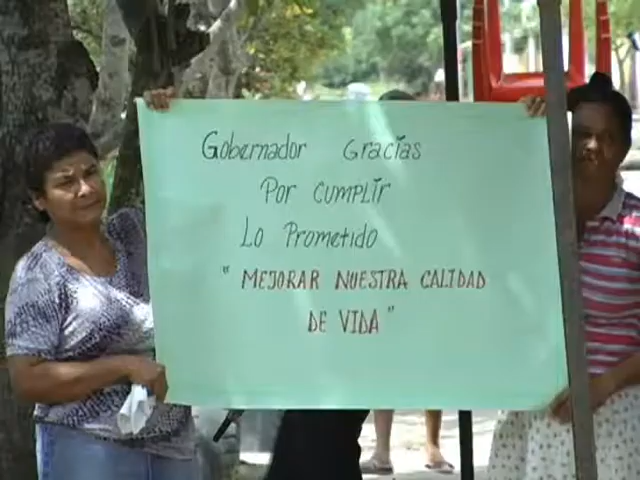 Gobernador Gracias
Por CUMPLIR
Lo Prometido
" MEJORAR NUESTRA CALIDAD
DE VIDA "